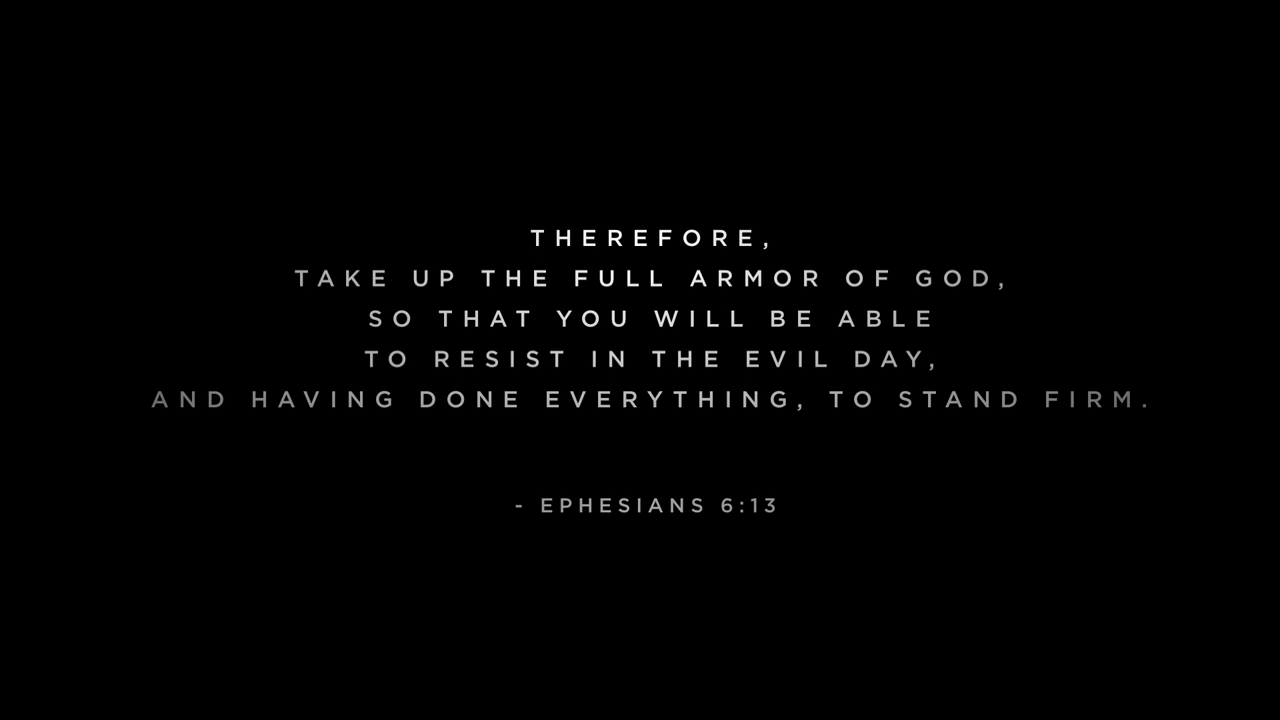 THEREFORE,
TAKE UP THE FULL ARMOR OF GOD,
SO THAT YOU WILL BE ABLE
TO RESIST IN THE EVIL DAY,
AND HAVING DONE EVERYTHING, TO STAND FIRM.
- EPHESIANS 6:13